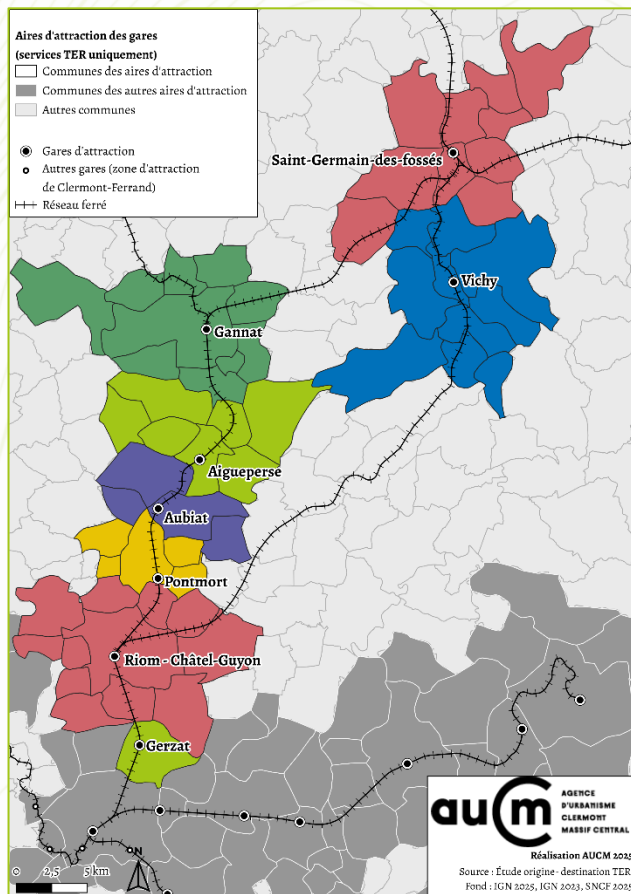 Aires d'attraction des gares
(services TER uniquement)
Communes des aires d'attraction
Communes des autres aires d'attraction
Autres communes
Gares d'attraction
Autres gares (zone d'attraction
de Clermont-Ferrand)
Réseau ferré
Saint-Germain-des-fossés
Vichy
Gannat
Aigueperse
Aubiat
Pontmort
Riom - Châtel-Guyon
Gerzat
N
0 2,5 5 km
aucm
AGENCE
D'URBANISME
CLERMONT
MASSIF CENTRAL
Réalisation AUCM 2025
Source : Étude origine- destination TER
Fond : IGN 2025, IGN 2023, SNCF 2019